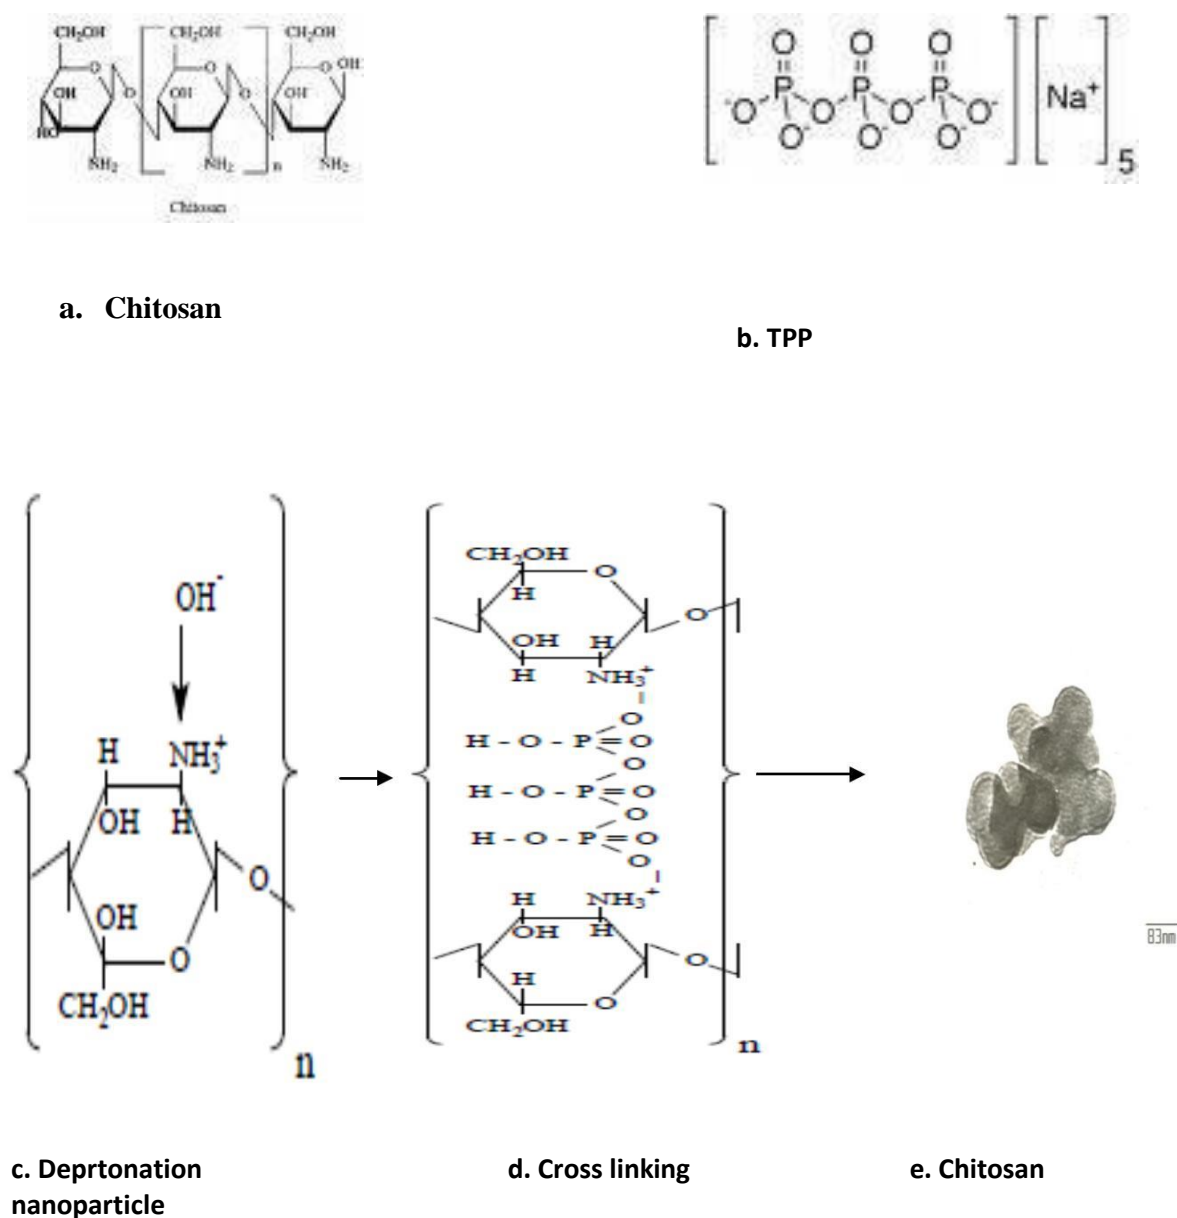 CH₂OH CH₂OH CH₂OH
O O O OH
OH O OH O OH
HO
NH₂ NH₂ n NH₂
Chitosan
O O O
P P P Na⁺
⁻O O O O⁻
O⁻ O⁻ O⁻
5
a. Chitosan
b. TPP
OH⁻
H NH₃⁺
OH H
O
OH
O
CH₂OH
n
CH₂OH O
H
O
OH H
H NH₃⁺
O
H - O - P = O
O
H - O - P = O
O
H - O - P = O
O
H NH₃⁺
OH H
H O
O
CH₂OH
n
83nm
c. Deprtonation d. Cross linking e. Chitosan
nanoparticle